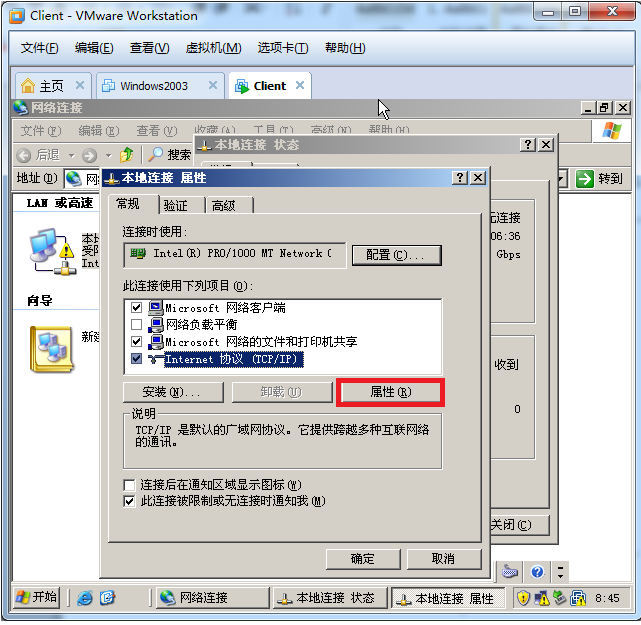 Client - VMware Workstation
文件(F) 编辑(E) 查看(V) 虚拟机(M) 选项卡(T) 帮助(H)
主页 Windows2003 Client
网络连接
文件(F) 编辑(E) 查看(V) 收藏(A) 工具(T) 高级(N) 帮助(H)
本地连接 状态
后退 搜索
地址(D) 网 转到
本地连接 属性
LAN 或高速
常规 验证 高级
本地
受限
Int
无连接
06:36
Gbps
连接时使用:
Intel(R) PRO/1000 MT Network C
配置(C)...
此连接使用下列项目(O):
Microsoft 网络客户端
网络负载平衡
Microsoft 网络的文件和打印机共享
Internet 协议 (TCP/IP)
向导
新建
收到
0
安装(N)... 卸载(U) 属性(R)
说明
TCP/IP 是默认的广域网协议。它提供跨越多种互联网络
的通讯。
连接后在通知区域显示图标(W)
此连接被限制或无连接时通知我(M)
关闭(C)
确定 取消
开始 网络连接 本地连接 状态 本地连接 属性 8:45